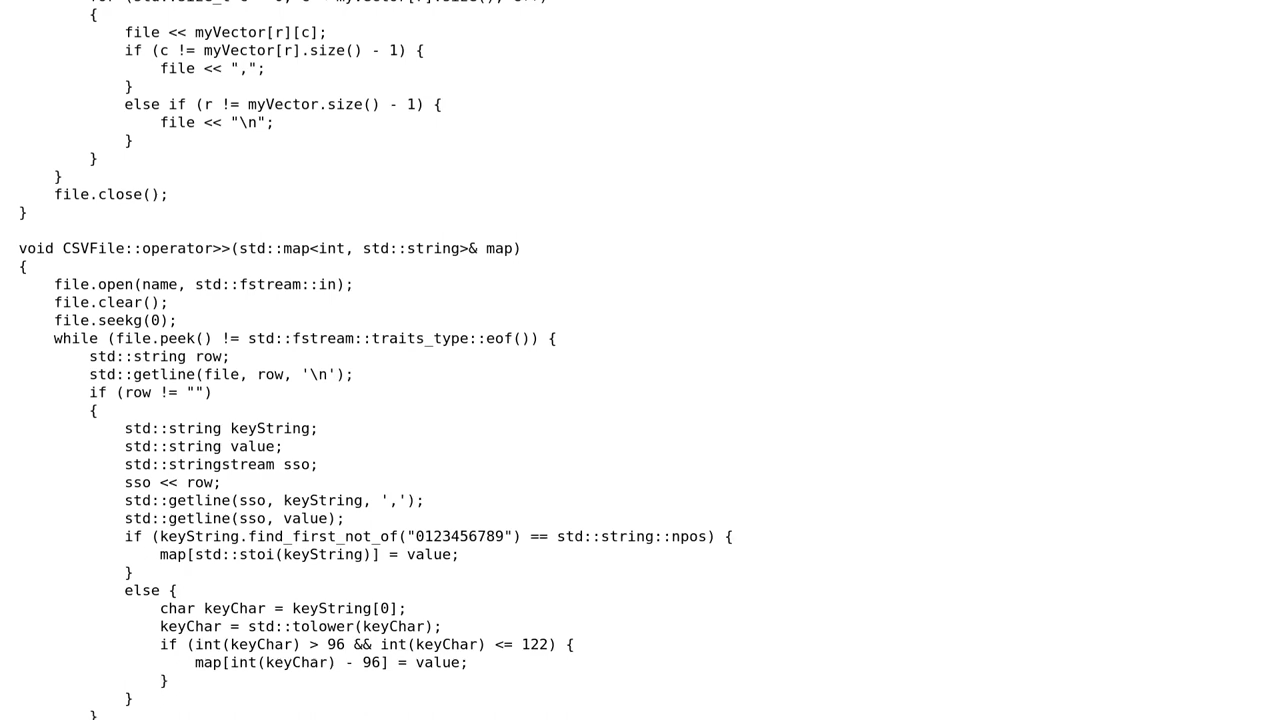 {
file << myVector[r][c];
if (c != myVector[r].size() - 1) {
file << ",";
}
else if (r != myVector.size() - 1) {
file << "\n";
}
}
}
file.close();
}
void CSVFile::operator>>(std::map<int, std::string>& map)
{
file.open(name, std::fstream::in);
file.clear();
file.seekg(0);
while (file.peek() != std::fstream::traits_type::eof()) {
std::string row;
std::getline(file, row, '\n');
if (row != "")
{
std::string keyString;
std::string value;
std::stringstream sso;
sso << row;
std::getline(sso, keyString, ',');
std::getline(sso, value);
if (keyString.find_first_not_of("0123456789") == std::string::npos) {
map[std::stoi(keyString)] = value;
}
else {
char keyChar = keyString[0];
keyChar = std::tolower(keyChar);
if (int(keyChar) > 96 && int(keyChar) <= 122) {
map[int(keyChar) - 96] = value;
}
}
}